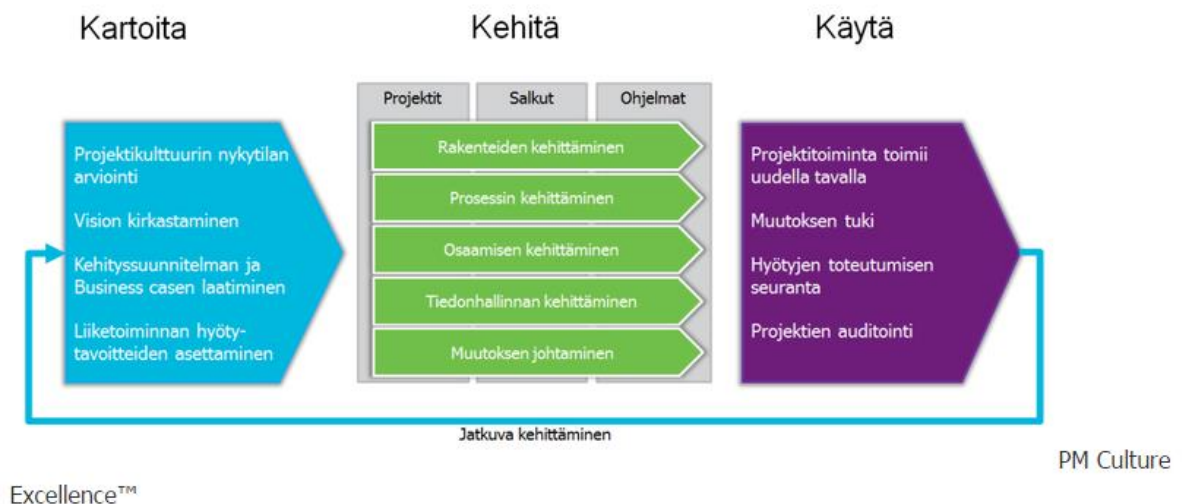 Kartoita
Kehitä
Käytä
Projektikulttuurin nykytilan
arviointi
Vision kirkastaminen
Kehityssuunnitelman ja
Business casen laatiminen
Liiketoiminnan hyöty-
tavoitteiden asettaminen
Projektit
Salkut
Ohjelmat
Rakenteiden kehittäminen
Prosessin kehittäminen
Osaamisen kehittäminen
Tiedonhallinnan kehittäminen
Muutoksen johtaminen
Projektitoiminta toimii
uudella tavalla
Muutoksen tuki
Hyötyjen toteutumisen
seuranta
Projektien auditointi
Jatkuva kehittäminen
PM Culture
Excellence™